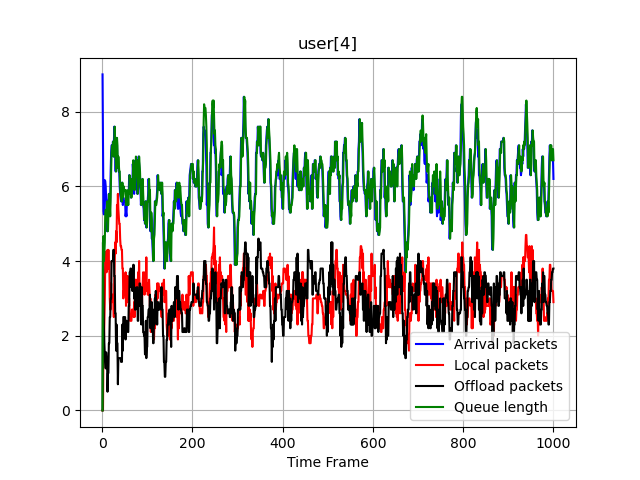 user[4]
8
6
4
2
0
Arrival packets
Local packets
Offload packets
Queue length
0 200 400 600 800 1000
Time Frame